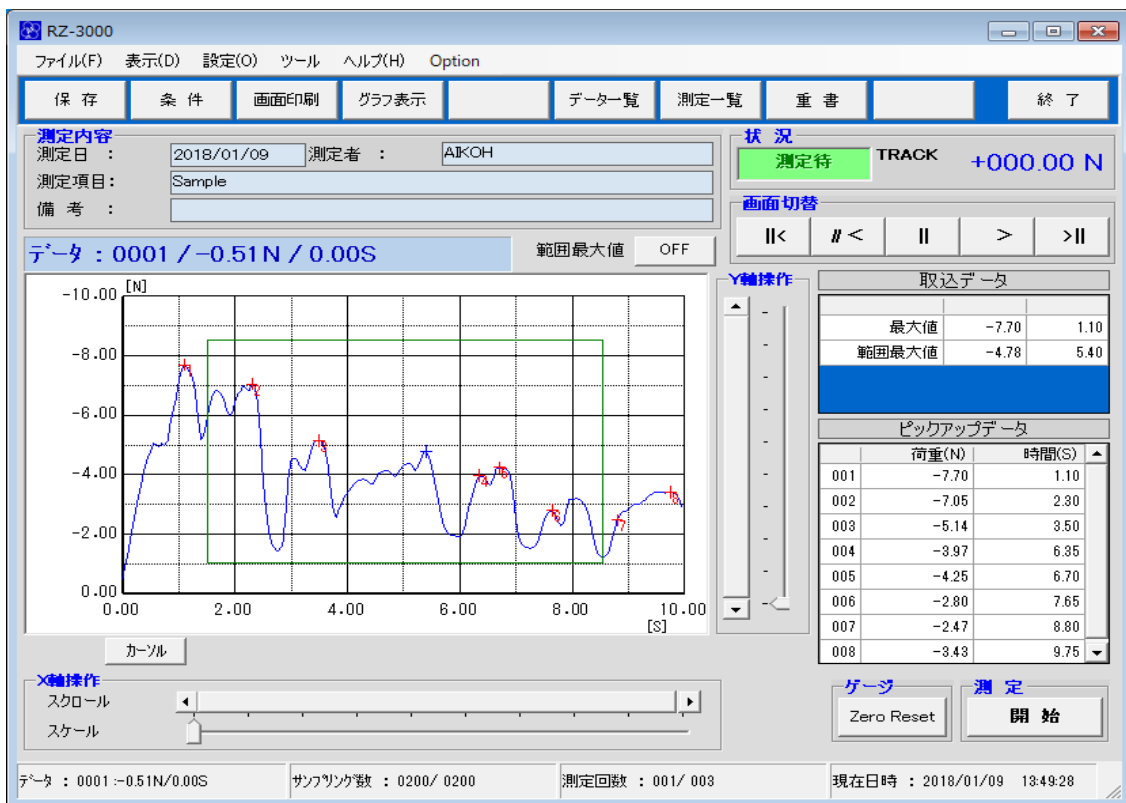 RZ-3000
ファイル(F) 表示(D) 設定(O) ツール ヘルプ(H) Option
保 存 条 件 画面印刷 グラフ表示 データ一覧 測定一覧 重 書 終 了
測定内容
測定日 : 2018/01/09 測定者 : AIKOH
測定項目: Sample
備 考 :
状 況
測定待 TRACK +000.00 N
画面切替
II< //< II > >II
データ : 0001 / -0.51N / 0.00S 範囲最大値 OFF
[N]
-10.00
-8.00
-6.00
-4.00
-2.00
0.00
0.00 2.00 4.00 6.00 8.00 10.00
[S]
1
2
3
4
5
6
7
8
カーソル
Y軸操作
取込データ
最大値 -7.70 1.10
範囲最大値 -4.78 5.40
ピックアップデータ
荷重(N) 時間(S)
001 -7.70 1.10
002 -7.05 2.30
003 -5.14 3.50
004 -3.97 6.35
005 -4.25 6.70
006 -2.80 7.65
007 -2.47 8.80
008 -3.43 9.75
X軸操作
スクロール
スケール
ゲージ
Zero Reset
測 定
開 始
データ : 0001 :-0.51N/0.00S サンプリング数 : 0200/ 0200 測定回数 : 001/ 003 現在日時 : 2018/01/09 13:49:28